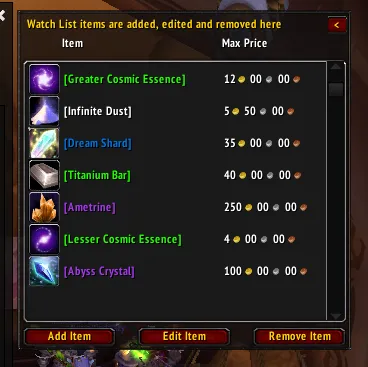 Watch List items are added, edited and removed here <
Item Max Price
[Greater Cosmic Essence] 12 00 00
[Infinite Dust] 5 50 00
[Dream Shard] 35 00 00
[Titanium Bar] 40 00 00
[Ametrine] 250 00 00
[Lesser Cosmic Essence] 4 00 00
[Abyss Crystal] 100 00 00
Add Item Edit Item Remove Item